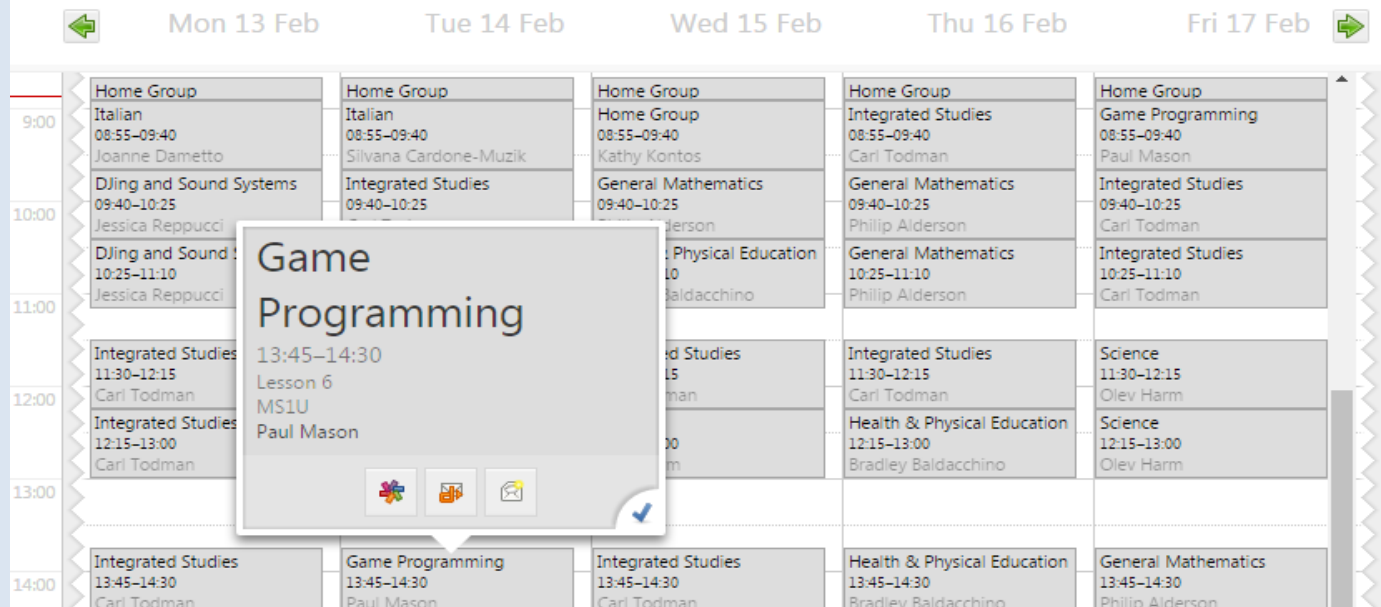 Mon 13 Feb
Tue 14 Feb
Wed 15 Feb
Thu 16 Feb
Fri 17 Feb
9:00
10:00
11:00
12:00
13:00
14:00
Home Group
Italian
08:55–09:40
Joanne Dametto
DJing and Sound Systems
09:40–10:25
Jessica Reppucci
DJing and Sound
10:25–11:10
Jessica Reppucci
Integrated Studies
11:30–12:15
Carl Todman
Integrated Studies
12:15–13:00
Carl Todman
Integrated Studies
13:45–14:30
Carl Todman
Home Group
Italian
08:55–09:40
Silvana Cardone-Muzik
Integrated Studies
09:40–10:25
Game
Programming
13:45–14:30
Lesson 6
MS1U
Paul Mason
Game Programming
13:45–14:30
Paul Mason
Home Group
Home Group
08:55–09:40
Kathy Kontos
General Mathematics
09:40–10:25
Physical Education
Baldacchino
Studies
Integrated Studies
13:45–14:30
Carl Todman
Home Group
Integrated Studies
08:55–09:40
Carl Todman
General Mathematics
09:40–10:25
Philip Alderson
General Mathematics
10:25–11:10
Philip Alderson
Integrated Studies
11:30–12:15
Carl Todman
Health & Physical Education
12:15–13:00
Bradley Baldacchino
Health & Physical Education
13:45–14:30
Bradley Baldacchino
Home Group
Game Programming
08:55–09:40
Paul Mason
Integrated Studies
09:40–10:25
Carl Todman
Integrated Studies
10:25–11:10
Carl Todman
Science
11:30–12:15
Olev Harm
Science
12:15–13:00
Olev Harm
General Mathematics
13:45–14:30
Philip Alderson